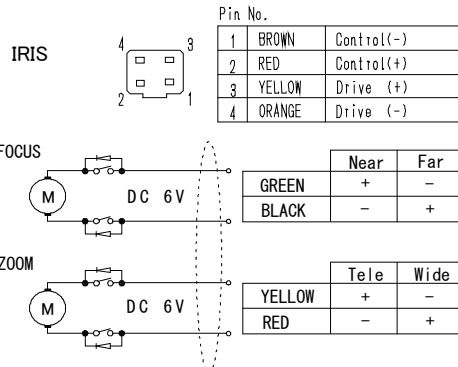 Pin No.
IRIS
4 3
2 1
1 BROWN Control(-)
2 RED Control(+)
3 YELLOW Drive (+)
4 ORANGE Drive (-)
FOCUS
M DC 6V
Near Far
GREEN + −
BLACK − +
ZOOM
M DC 6V
Tele Wide
YELLOW + −
RED − +